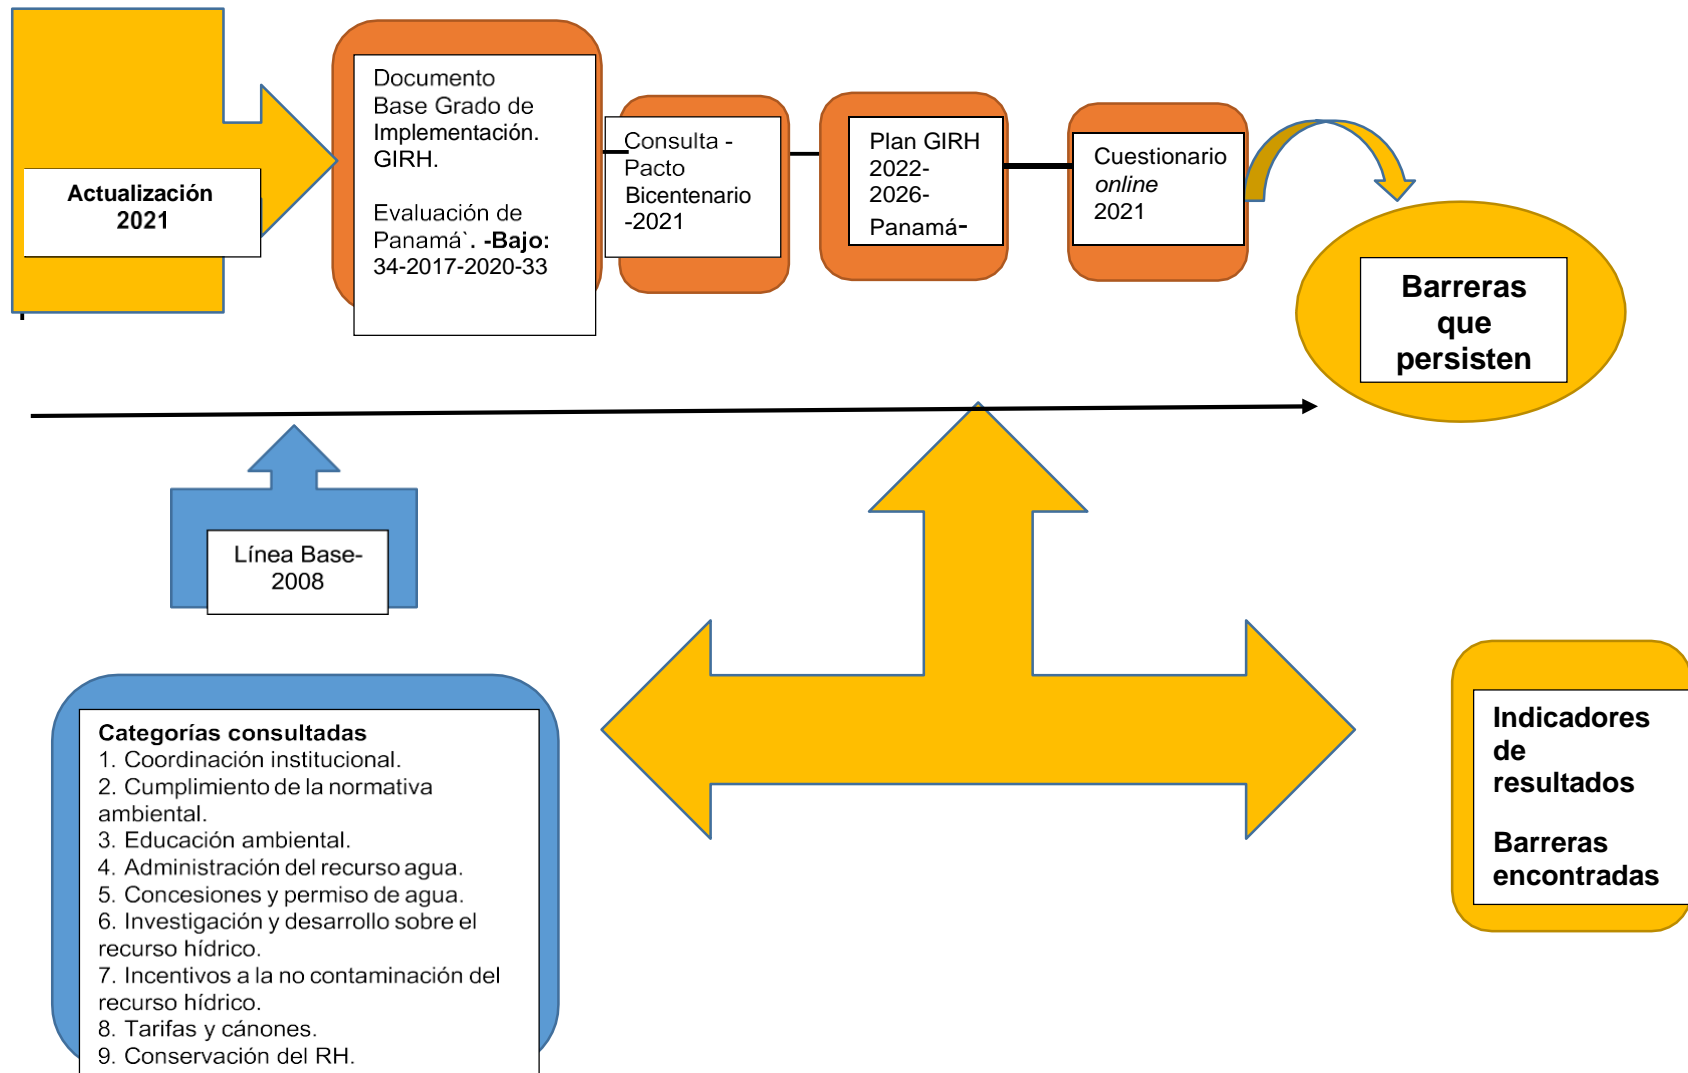 Actualización
2021
Documento
Base Grado de
Implementación.
GIRH.
Evaluación de
Panamá`. -Bajo:
34-2017-2020-33
Consulta -
Pacto
Bicentenario
-2021
Plan GIRH
2022-
2026-
Panamá-
Cuestionario
online
2021
Barreras
que
persisten
Línea Base-
2008
Categorías consultadas
1. Coordinación institucional.
2. Cumplimiento de la normativa
ambiental.
3. Educación ambiental.
4. Administración del recurso agua.
5. Concesiones y permiso de agua.
6. Investigación y desarrollo sobre el
recurso hídrico.
7. Incentivos a la no contaminación del
recurso hídrico.
8. Tarifas y cánones.
9. Conservación del RH.
Indicadores
de
resultados
Barreras
encontradas